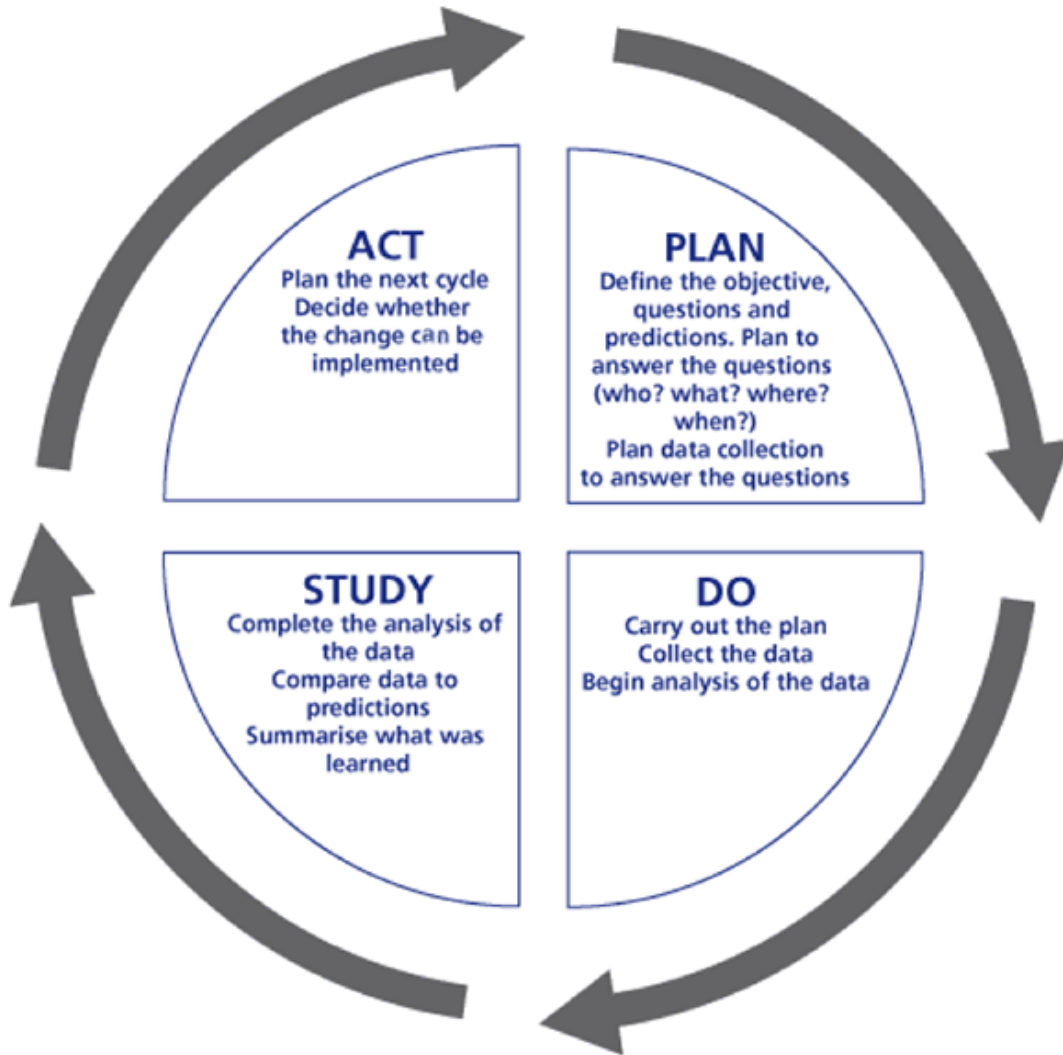 ACT
Plan the next cycle
Decide whether
the change can be
implemented
PLAN
Define the objective,
questions and
predictions. Plan to
answer the questions
(who? what? where?
when?)
Plan data collection
to answer the questions
STUDY
Complete the analysis of
the data
Compare data to
predictions
Summarise what was
learned
DO
Carry out the plan
Collect the data
Begin analysis of the data